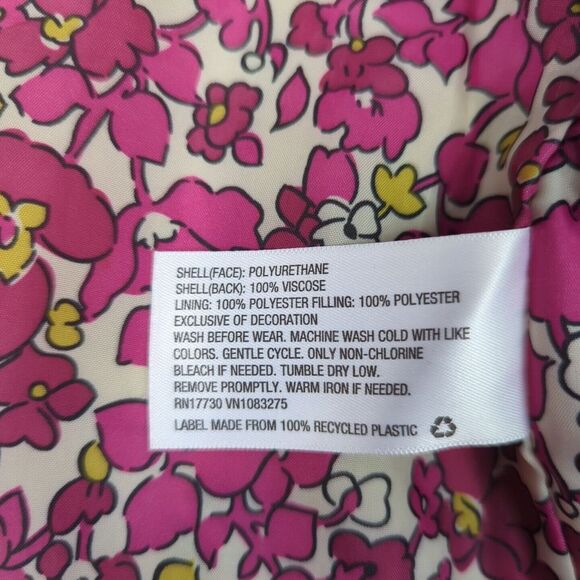 SHELL(FACE): POLYURETHANE
SHELL(BACK): 100% VISCOSE
LINING: 100% POLYESTER FILLING: 100% POLYESTER
EXCLUSIVE OF DECORATION
WASH BEFORE WEAR. MACHINE WASH COLD WITH LIKE
COLORS. GENTLE CYCLE. ONLY NON-CHLORINE
BLEACH IF NEEDED. TUMBLE DRY LOW.
REMOVE PROMPTLY. WARM IRON IF NEEDED.
RN17730 VN1083275
LABEL MADE FROM 100% RECYCLED PLASTIC